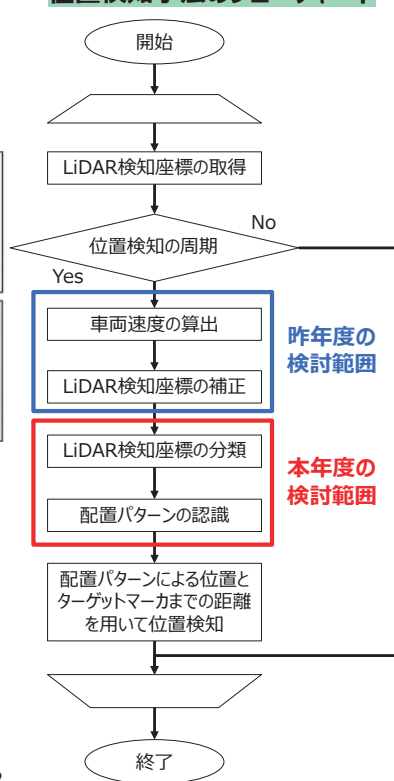 開始
LiDAR検知座標の取得
位置検知の周期
No
Yes
車両速度の算出
LiDAR検知座標の補正
昨年度の
検討範囲
LiDAR検知座標の分類
配置パターンの認識
本年度の
検討範囲
配置パターンによる位置と
ターゲットマーカまでの距離
を用いて位置検知
終了